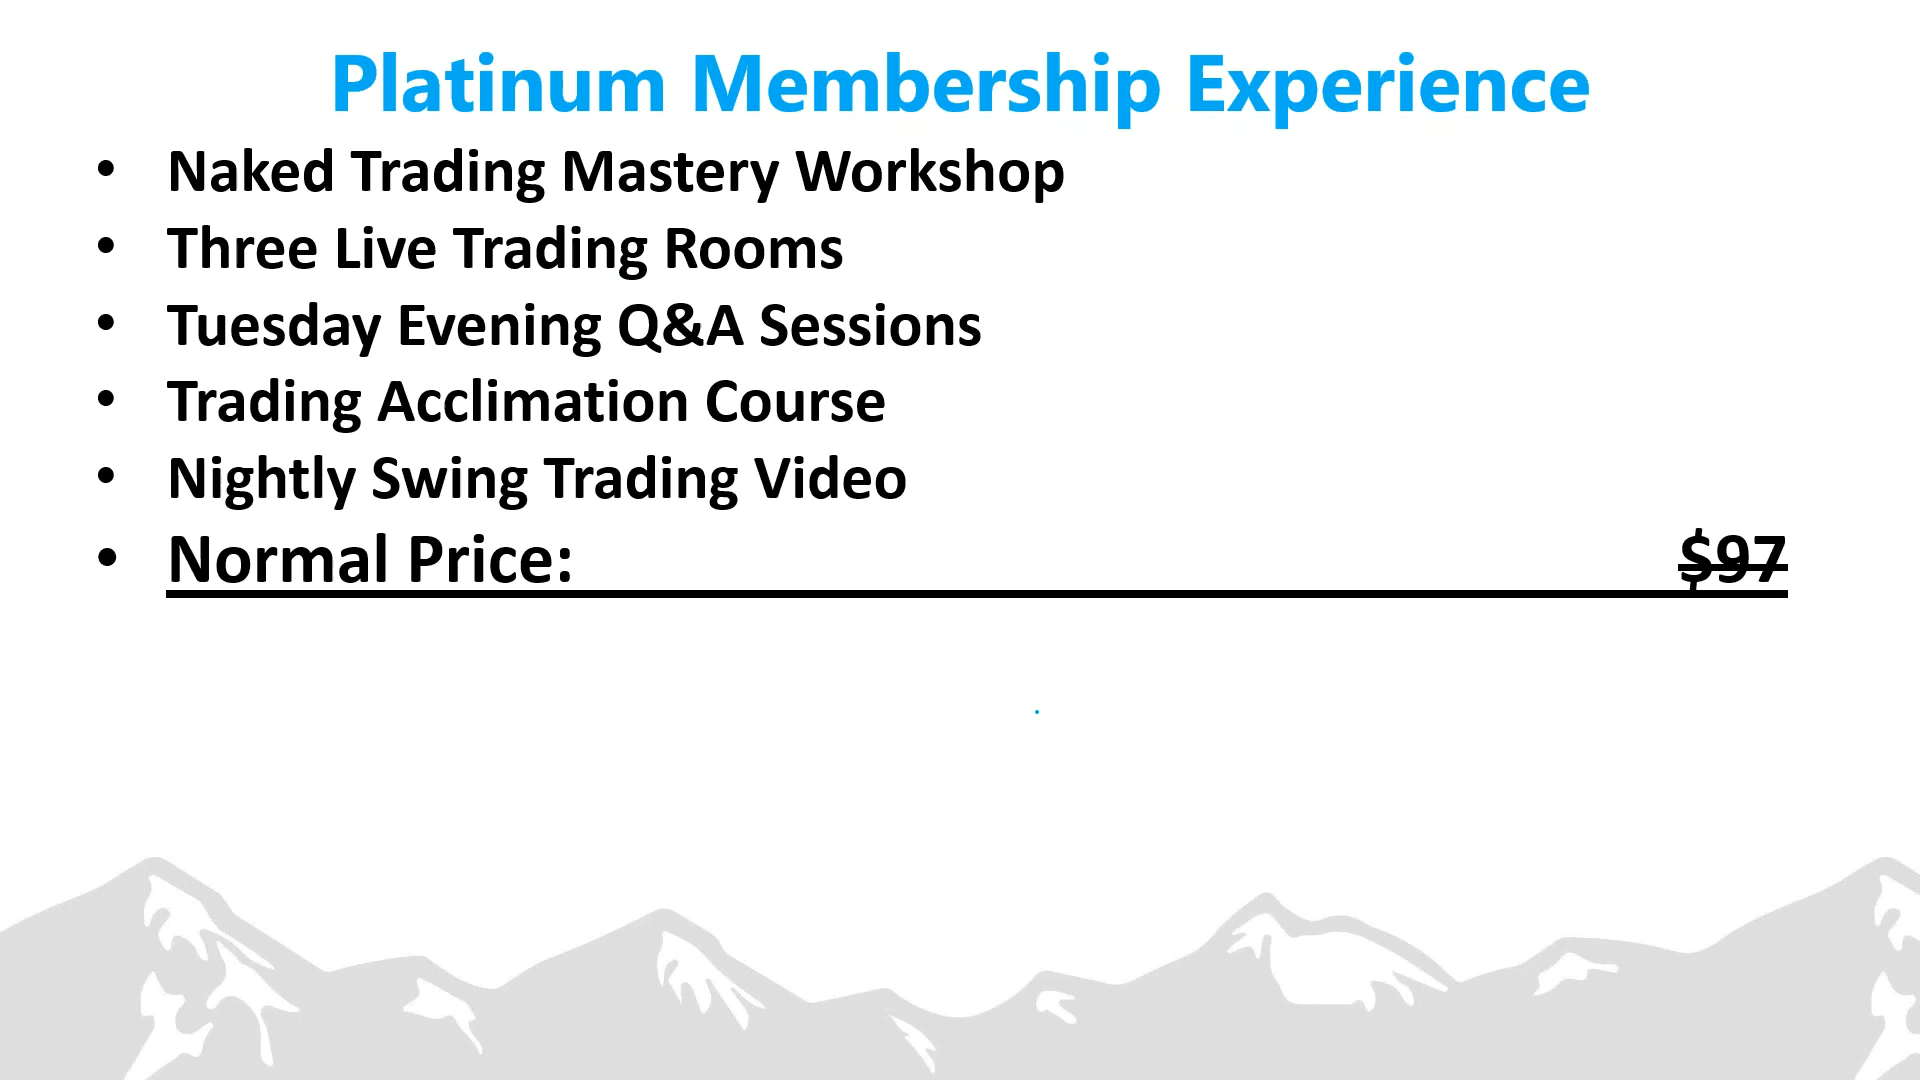 Platinum Membership Experience
• Naked Trading Mastery Workshop
• Three Live Trading Rooms
• Tuesday Evening Q&A Sessions
• Trading Acclimation Course
• Nightly Swing Trading Video
• Normal Price: $97